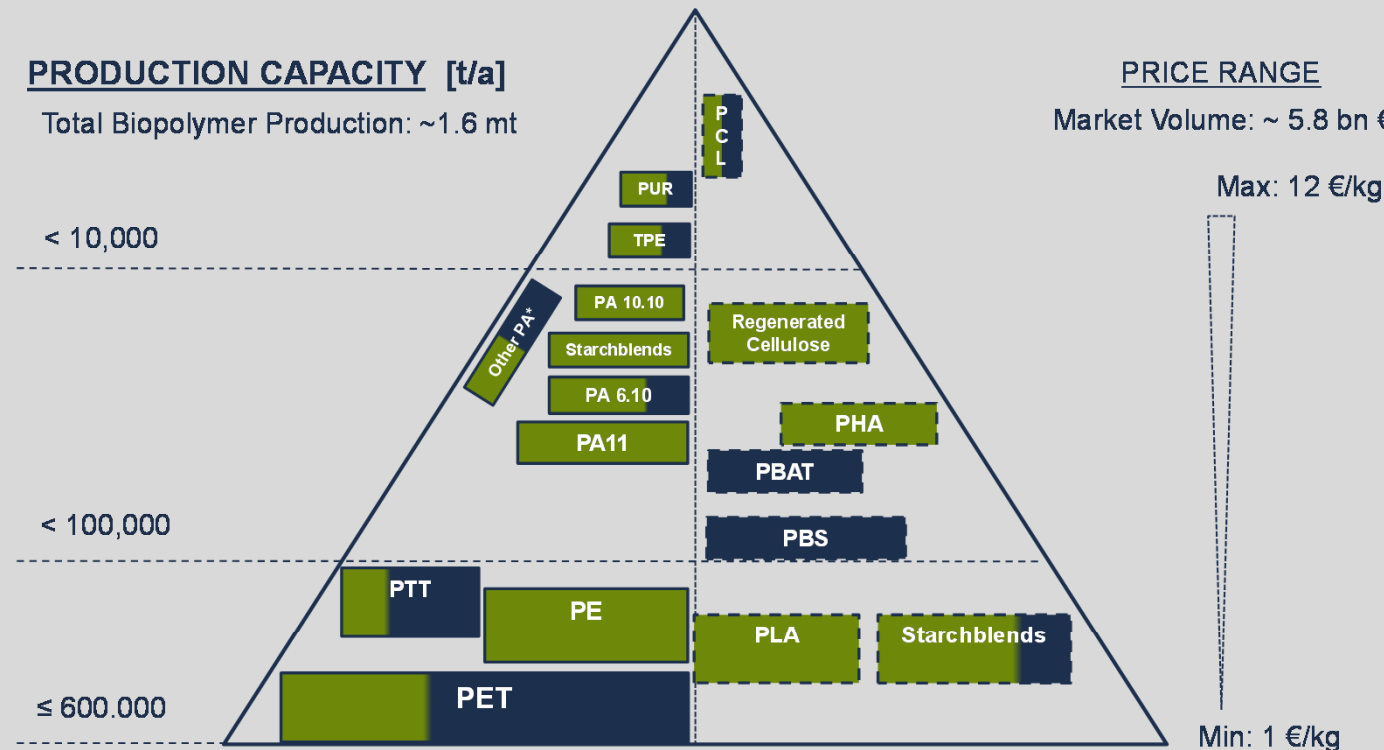 PRODUCTION CAPACITY [t/a]
Total Biopolymer Production: ~1.6 mt
PRICE RANGE
Market Volume: ~ 5.8 bn €
Max: 12 €/kg
P
C
L
PUR
TPE
< 10,000
Other PA*
PA 10.10
Starchblends
PA 6.10
PA11
Regenerated
Cellulose
PHA
PBAT
PBS
< 100,000
PTT
PE
PLA
Starchblends
PET
≤ 600.000
Min: 1 €/kg